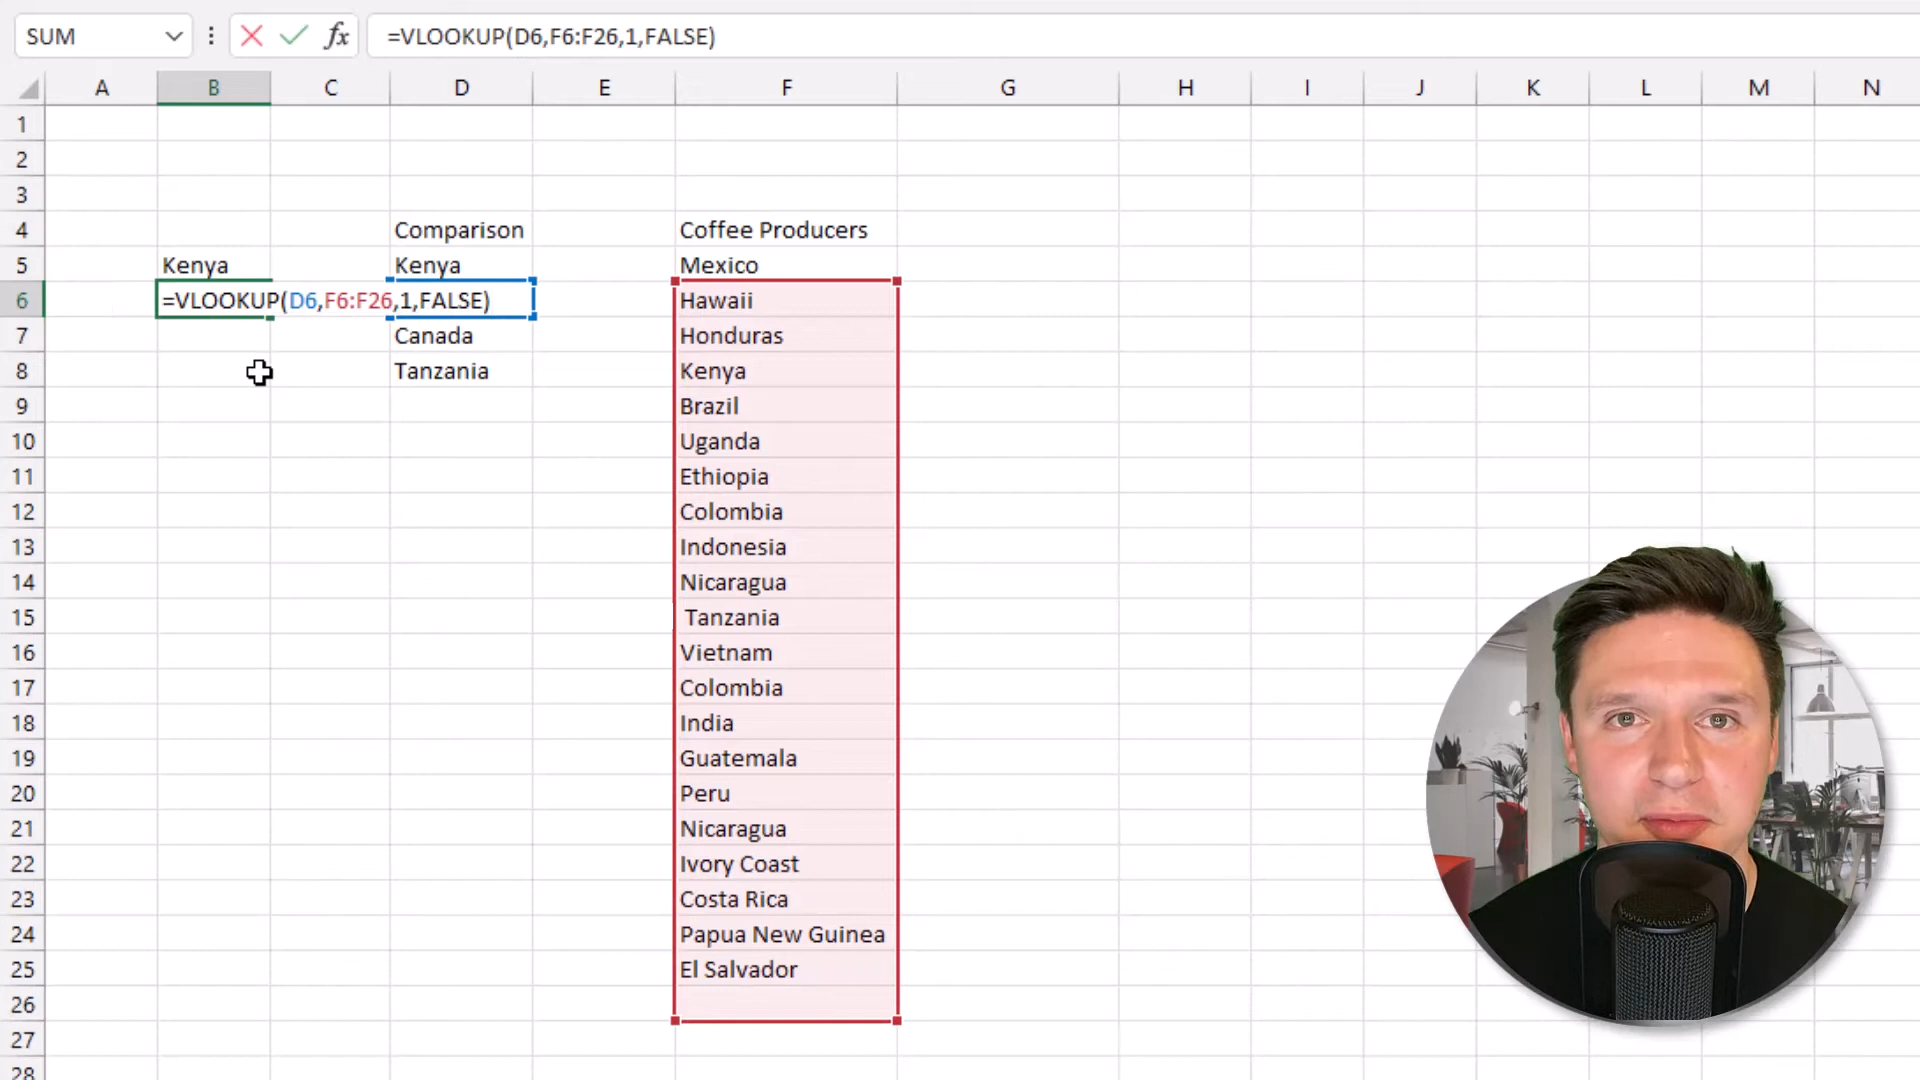 SUM
=VLOOKUP(D6,F6:F26,1,FALSE)
A B C D E F G H I J K L M N
1
2
3
4 Comparison Coffee Producers
5 Kenya Kenya Mexico
6 =VLOOKUP(D6,F6:F26,1,FALSE) Hawaii
7 Canada Honduras
8 Tanzania Kenya
9 Brazil
10 Uganda
11 Ethiopia
12 Colombia
13 Indonesia
14 Nicaragua
15 Tanzania
16 Vietnam
17 Colombia
18 India
19 Guatemala
20 Peru
21 Nicaragua
22 Ivory Coast
23 Costa Rica
24 Papua New Guinea
25 El Salvador
26
27
28